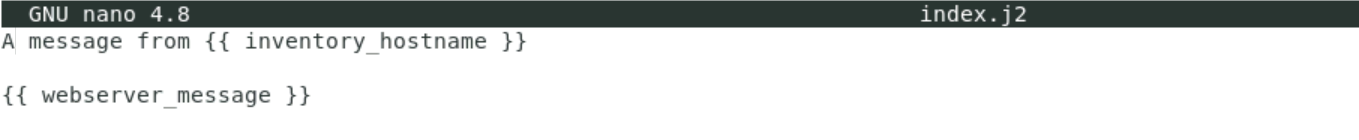 GNU nano 4.8 index.j2
A message from {{ inventory_hostname }}
{{ webserver_message }}